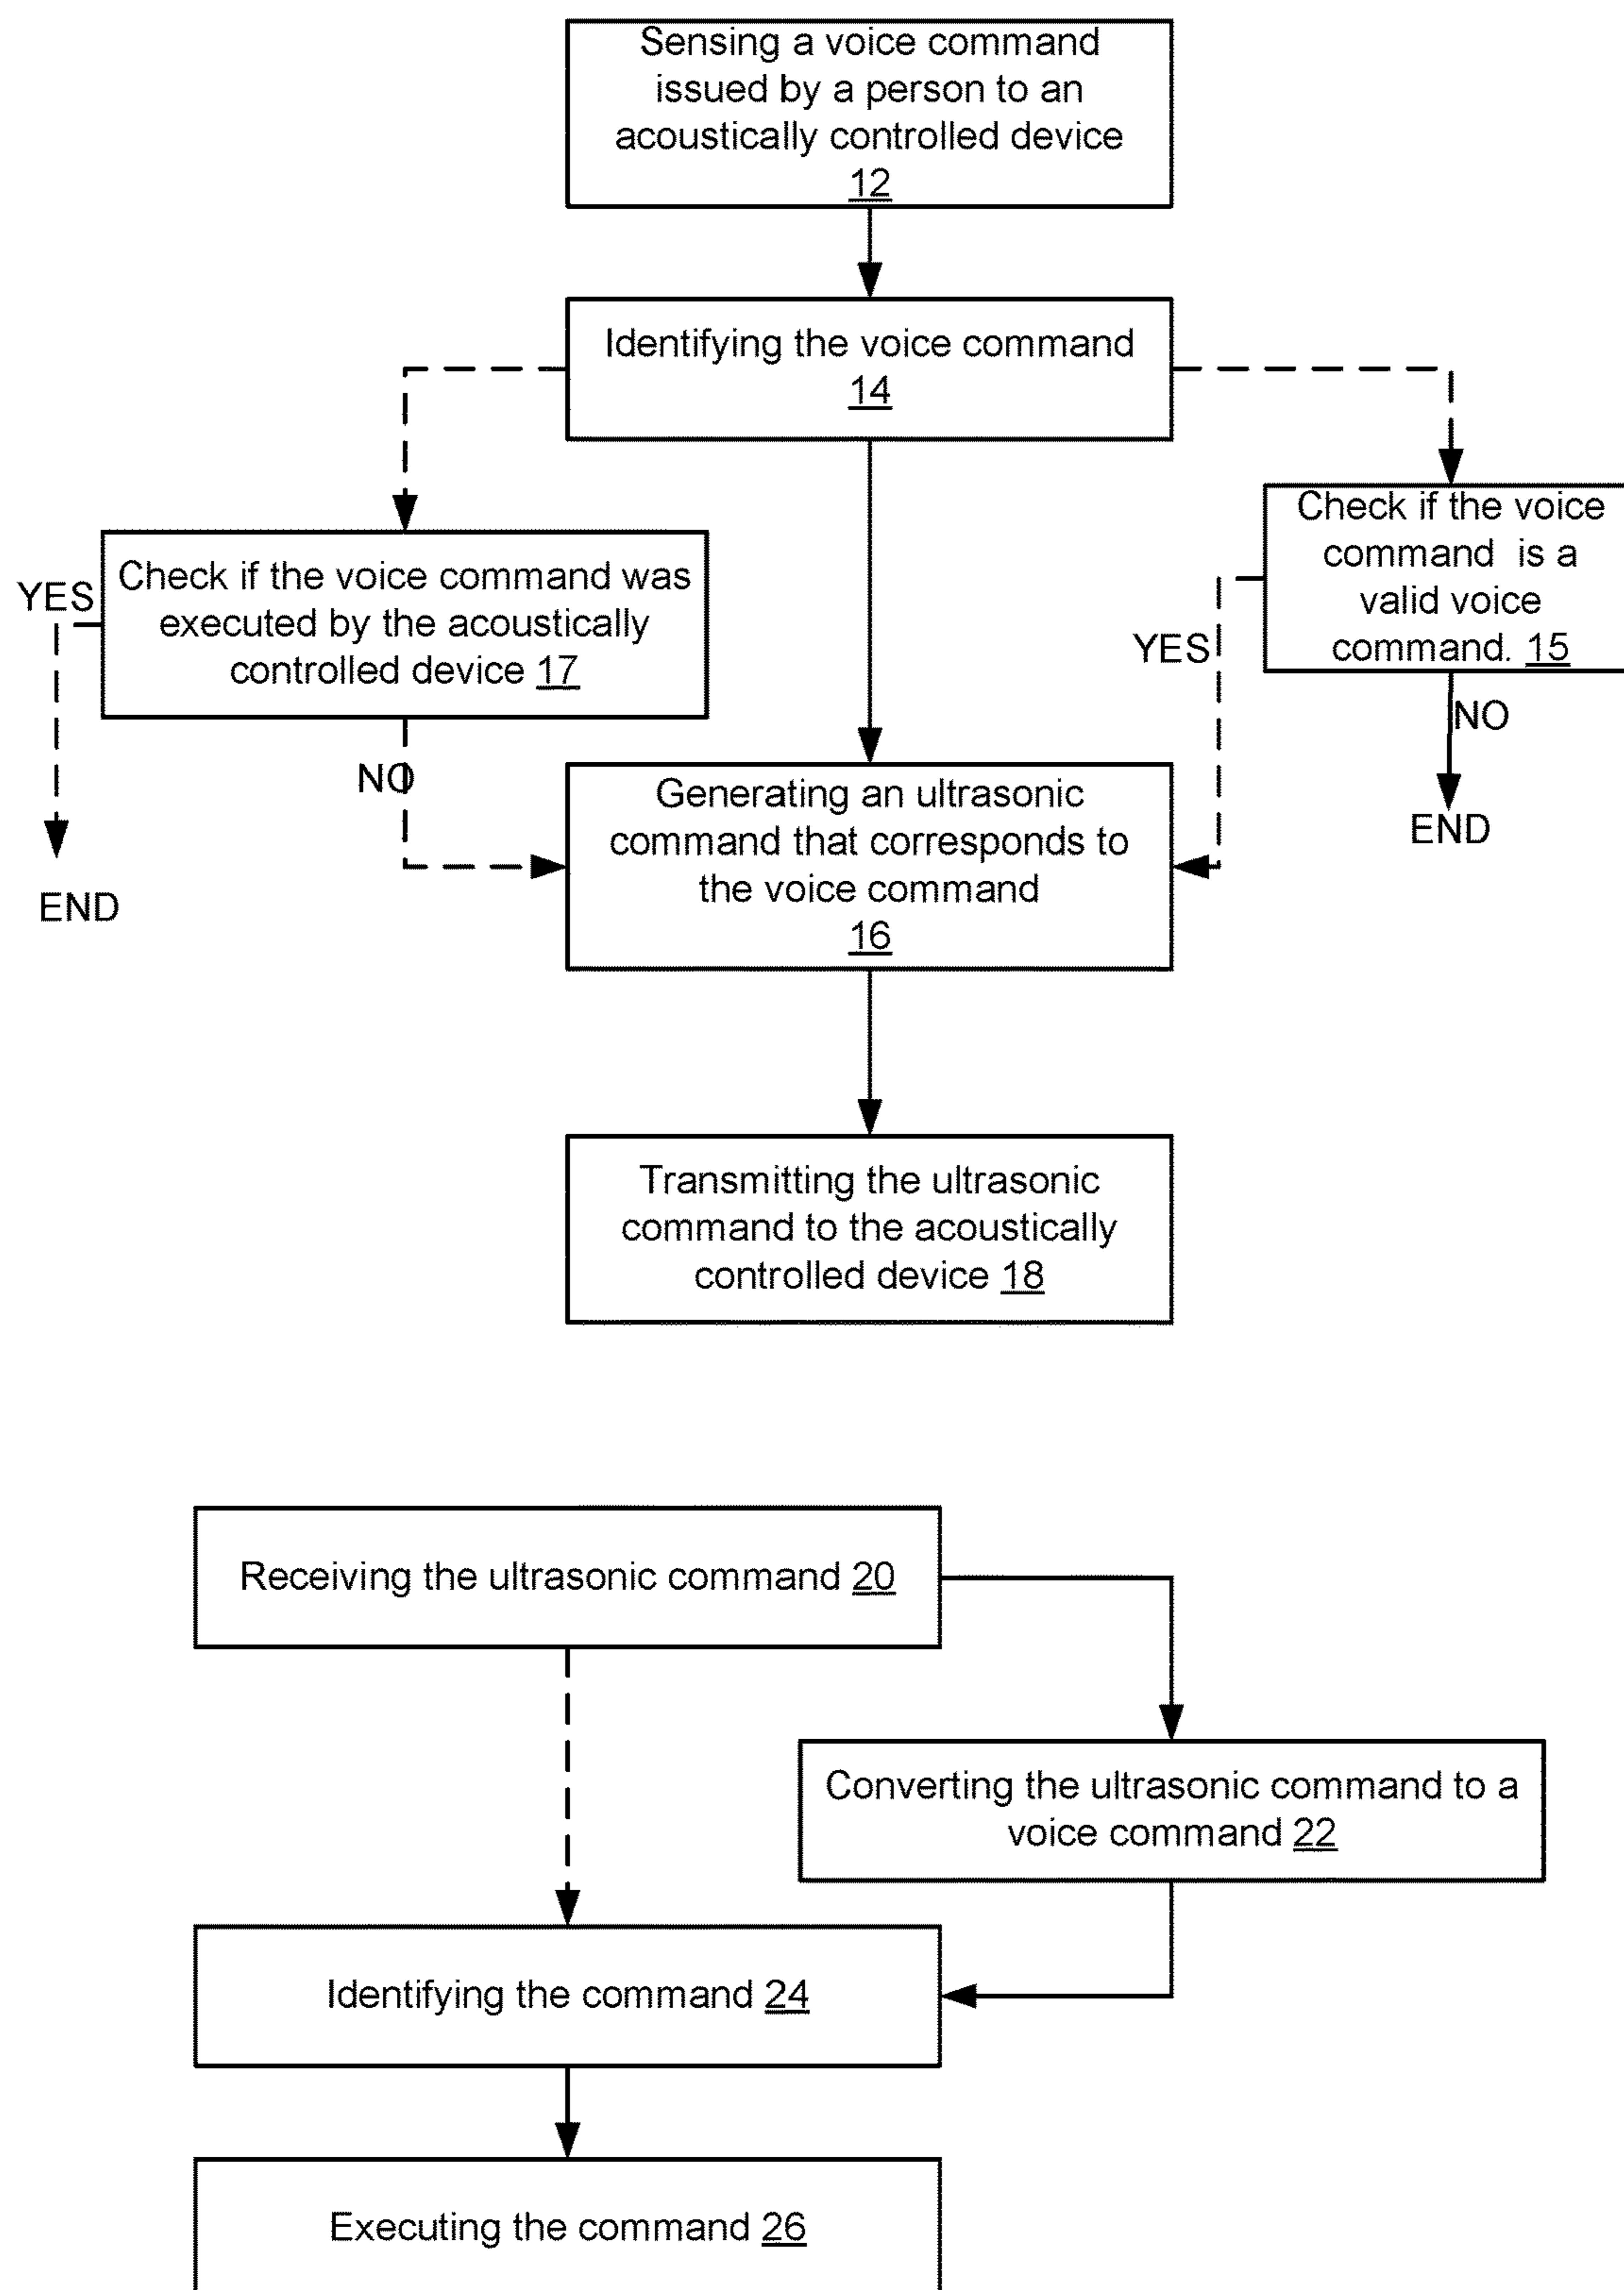 Sensing a voice command
issued by a person to an
acoustically controlled device
12
Identifying the voice command
14
Check if the voice command was
executed by the acoustically
controlled device 17
YES
END
NO
Check if the voice
command is a
valid voice
command. 15
YES
NO
END
Generating an ultrasonic
command that corresponds to
the voice command
16
Transmitting the ultrasonic
command to the acoustically
controlled device 18
Receiving the ultrasonic command 20
Converting the ultrasonic command to a
voice command 22
Identifying the command 24
Executing the command 26